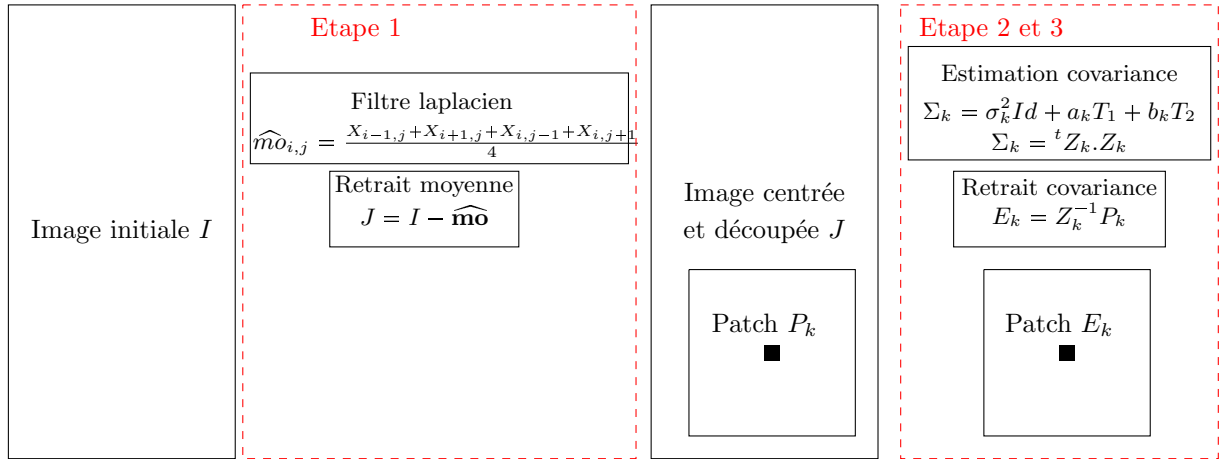 Etape 1
Filtre laplacien
$\widehat{mo}_{i,j} = \frac{X_{i-1,j}+X_{i+1,j}+X_{i,j-1}+X_{i,j+1}}{4}$
Retrait moyenne
$J = I - \widehat{\mathbf{mo}}$
Image initiale $I$
Image centrée
et découpée $J$
Patch $P_k$
Etape 2 et 3
Estimation covariance
$\Sigma_k = \sigma_k^2 Id + a_k T_1 + b_k T_2$
$\Sigma_k = {}^t Z_k . Z_k$
Retrait covariance
$E_k = Z_k^{-1} P_k$
Patch $E_k$